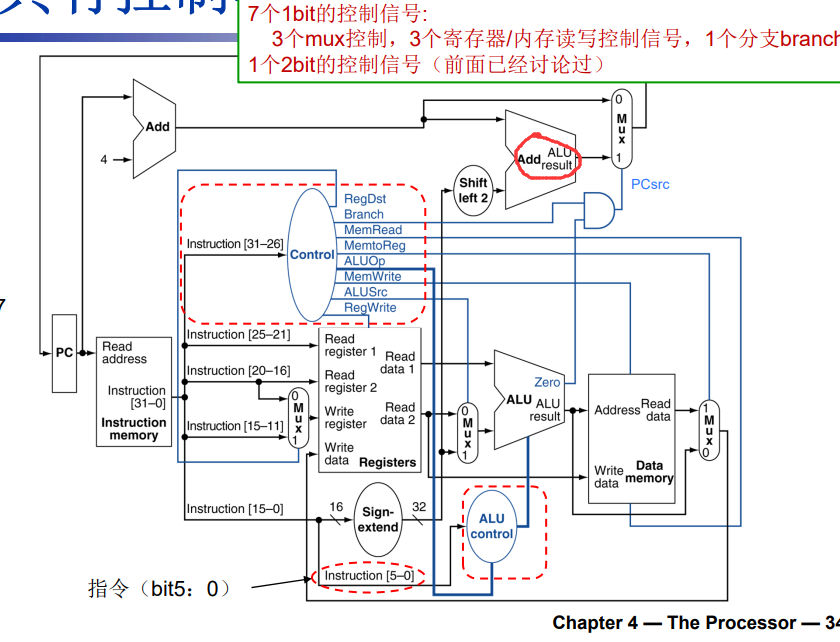 只有控制
7个1bit的控制信号:
3个mux控制，3个寄存器/内存读写控制信号，1个分支branch
1个2bit的控制信号（前面已经讨论过）
Add
4
Add
ALU
result
0
M
u
x
1
Shift
left 2
PCsrc
RegDst
Branch
MemRead
MemtoReg
ALUOp
MemWrite
ALUSrc
RegWrite
Instruction [31–26]
Control
7
PC
Read
address
Instruction
[31–0]
Instruction
memory
Instruction [25–21]
Instruction [20–16]
Instruction [15–11]
0
M
u
x
1
Read
register 1
Read
register 2
Write
register
Write
data
Read
data 1
Read
data 2
Registers
0
M
u
x
1
Zero
ALU
ALU
result
Address
Read
data
Write
data
Data
memory
1
M
u
x
0
Instruction [15–0]
16
Sign-
extend
32
ALU
control
Instruction [5–0]
指令（bit5：0）
Chapter 4 — The Processor — 34